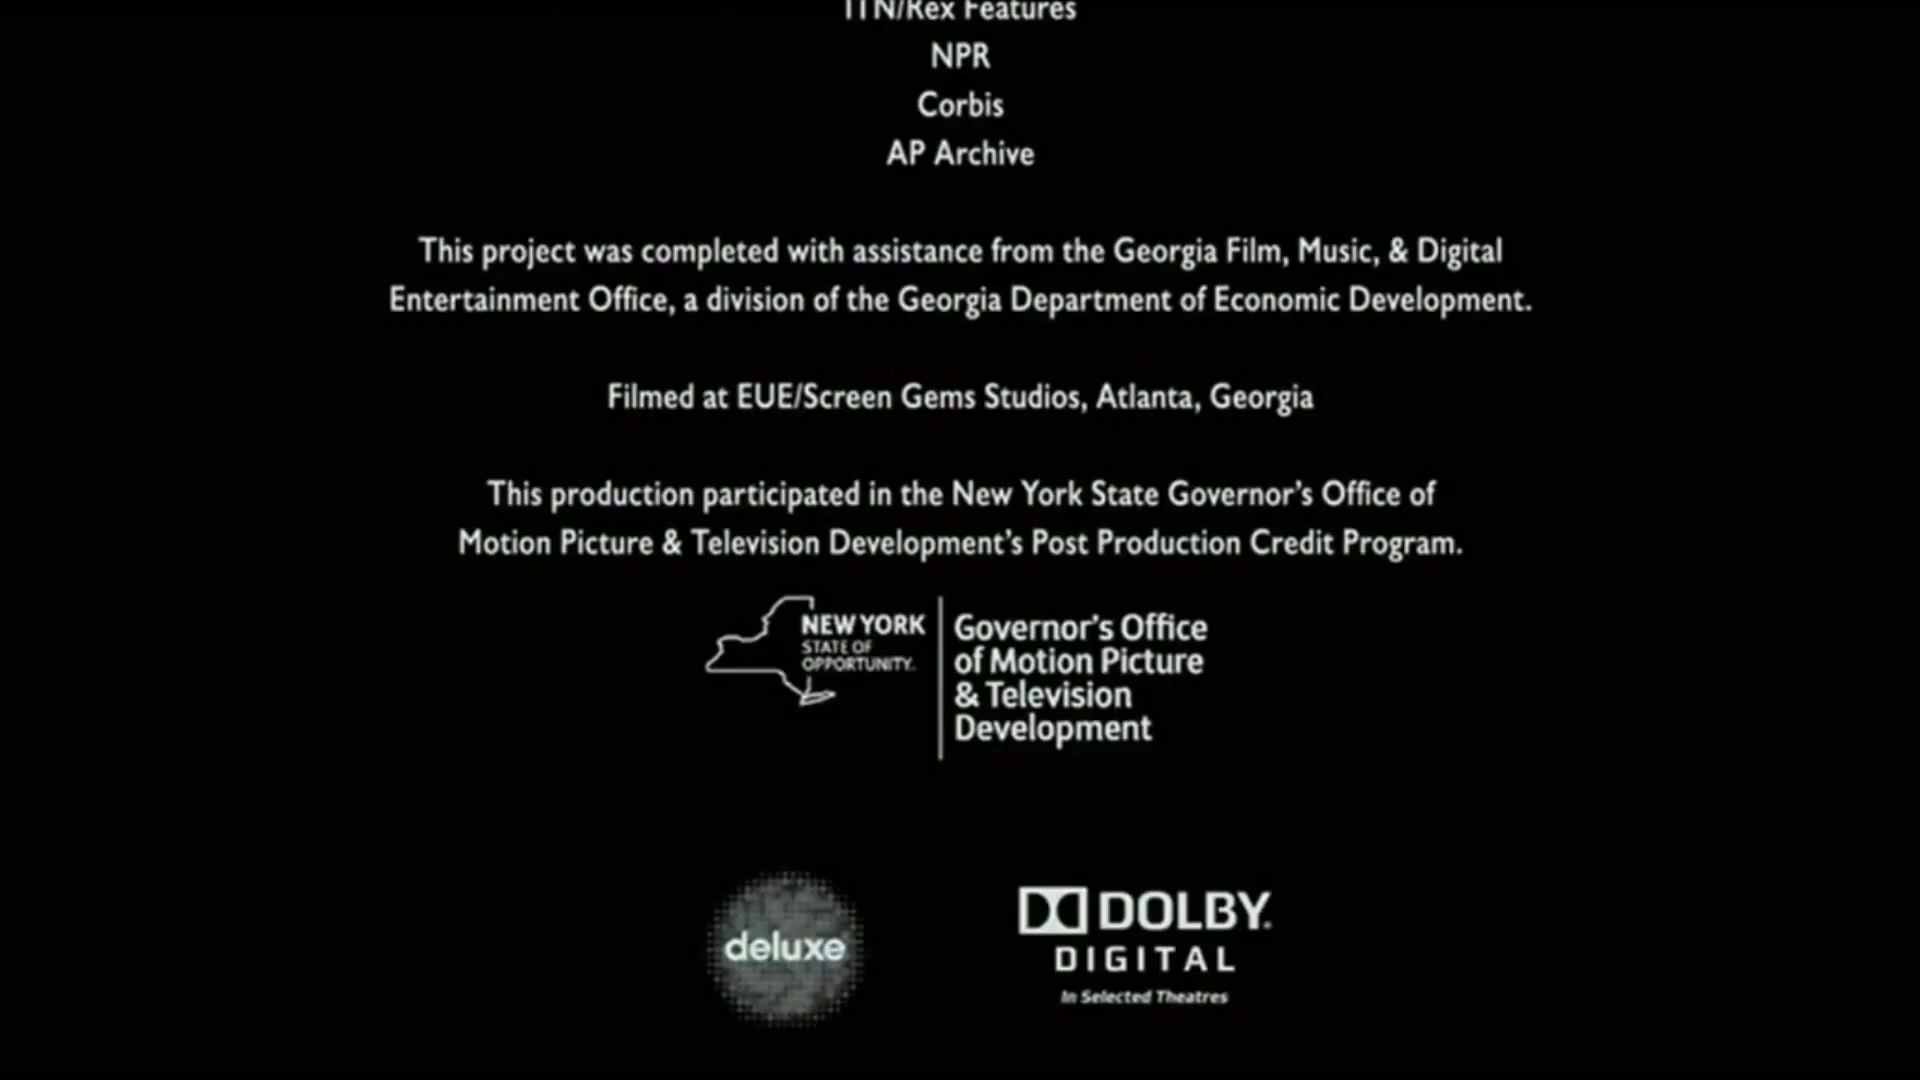 ITN/Rex Features
NPR
Corbis
AP Archive
This project was completed with assistance from the Georgia Film, Music, & Digital
Entertainment Office, a division of the Georgia Department of Economic Development.
Filmed at EUE/Screen Gems Studios, Atlanta, Georgia
This production participated in the New York State Governor's Office of
Motion Picture & Television Development's Post Production Credit Program.
NEW YORK
STATE OF
OPPORTUNITY.
Governor's Office
of Motion Picture
& Television
Development
deluxe
DOLBY.
DIGITAL
In Selected Theatres